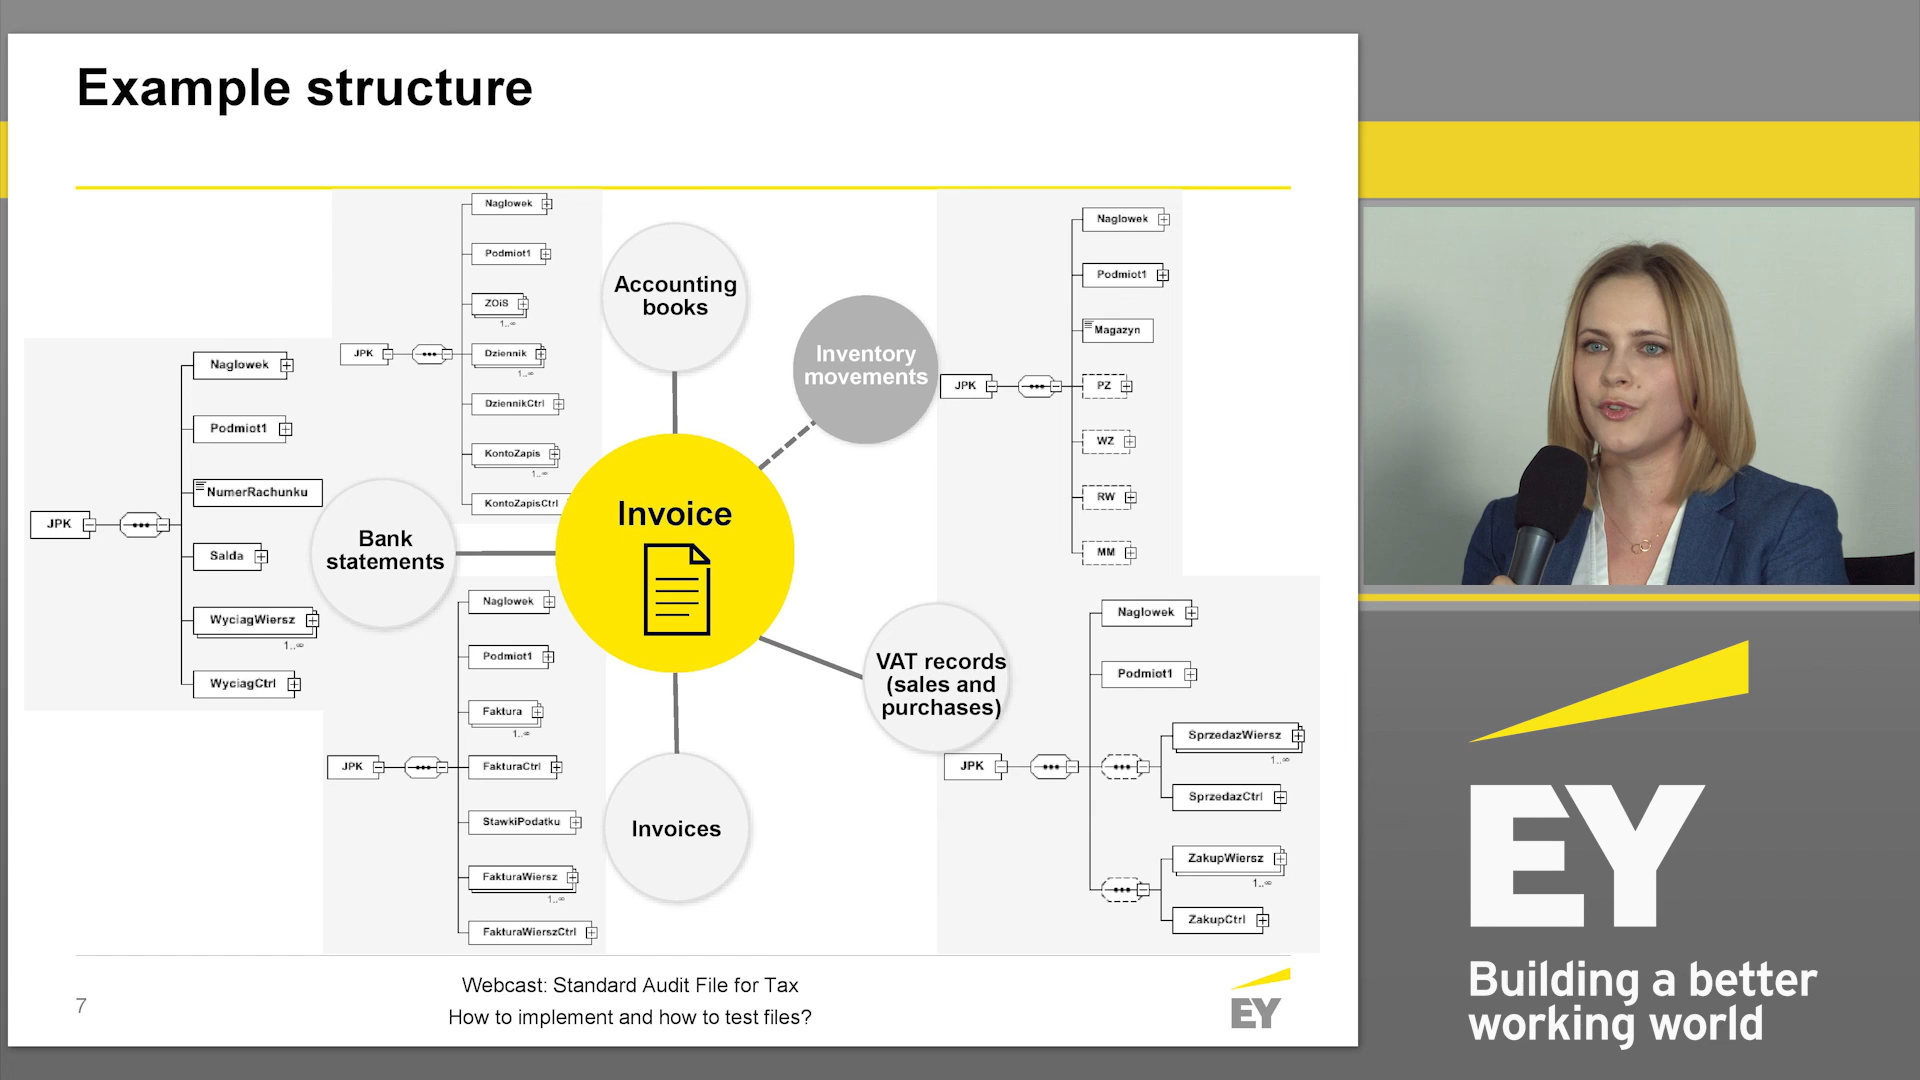 Example structure
Naglowek
Podmiot1
ZOiS
1..∞
JPK
Dziennik
1..∞
DziennikCtrl
KontoZapis
1..∞
KontoZapisCtrl
Accounting
books
Inventory
movements
Naglowek
Podmiot1
Magazyn
JPK
PZ
WZ
RW
MM
Naglowek
Podmiot1
NumerRachunku
JPK
Salda
WyciagWiersz
1..∞
WyciagCtrl
Bank
statements
Invoice
Naglowek
Podmiot1
Faktura
1..∞
JPK
FakturaCtrl
StawkiPodatku
FakturaWiersz
1..∞
FakturaWierszCtrl
Invoices
VAT records
(sales and
purchases)
Naglowek
Podmiot1
SprzedazWiersz
1..∞
JPK
SprzedazCtrl
ZakupWiersz
1..∞
ZakupCtrl
7
Webcast: Standard Audit File for Tax
How to implement and how to test files?
EY
EY
Building a better
working world